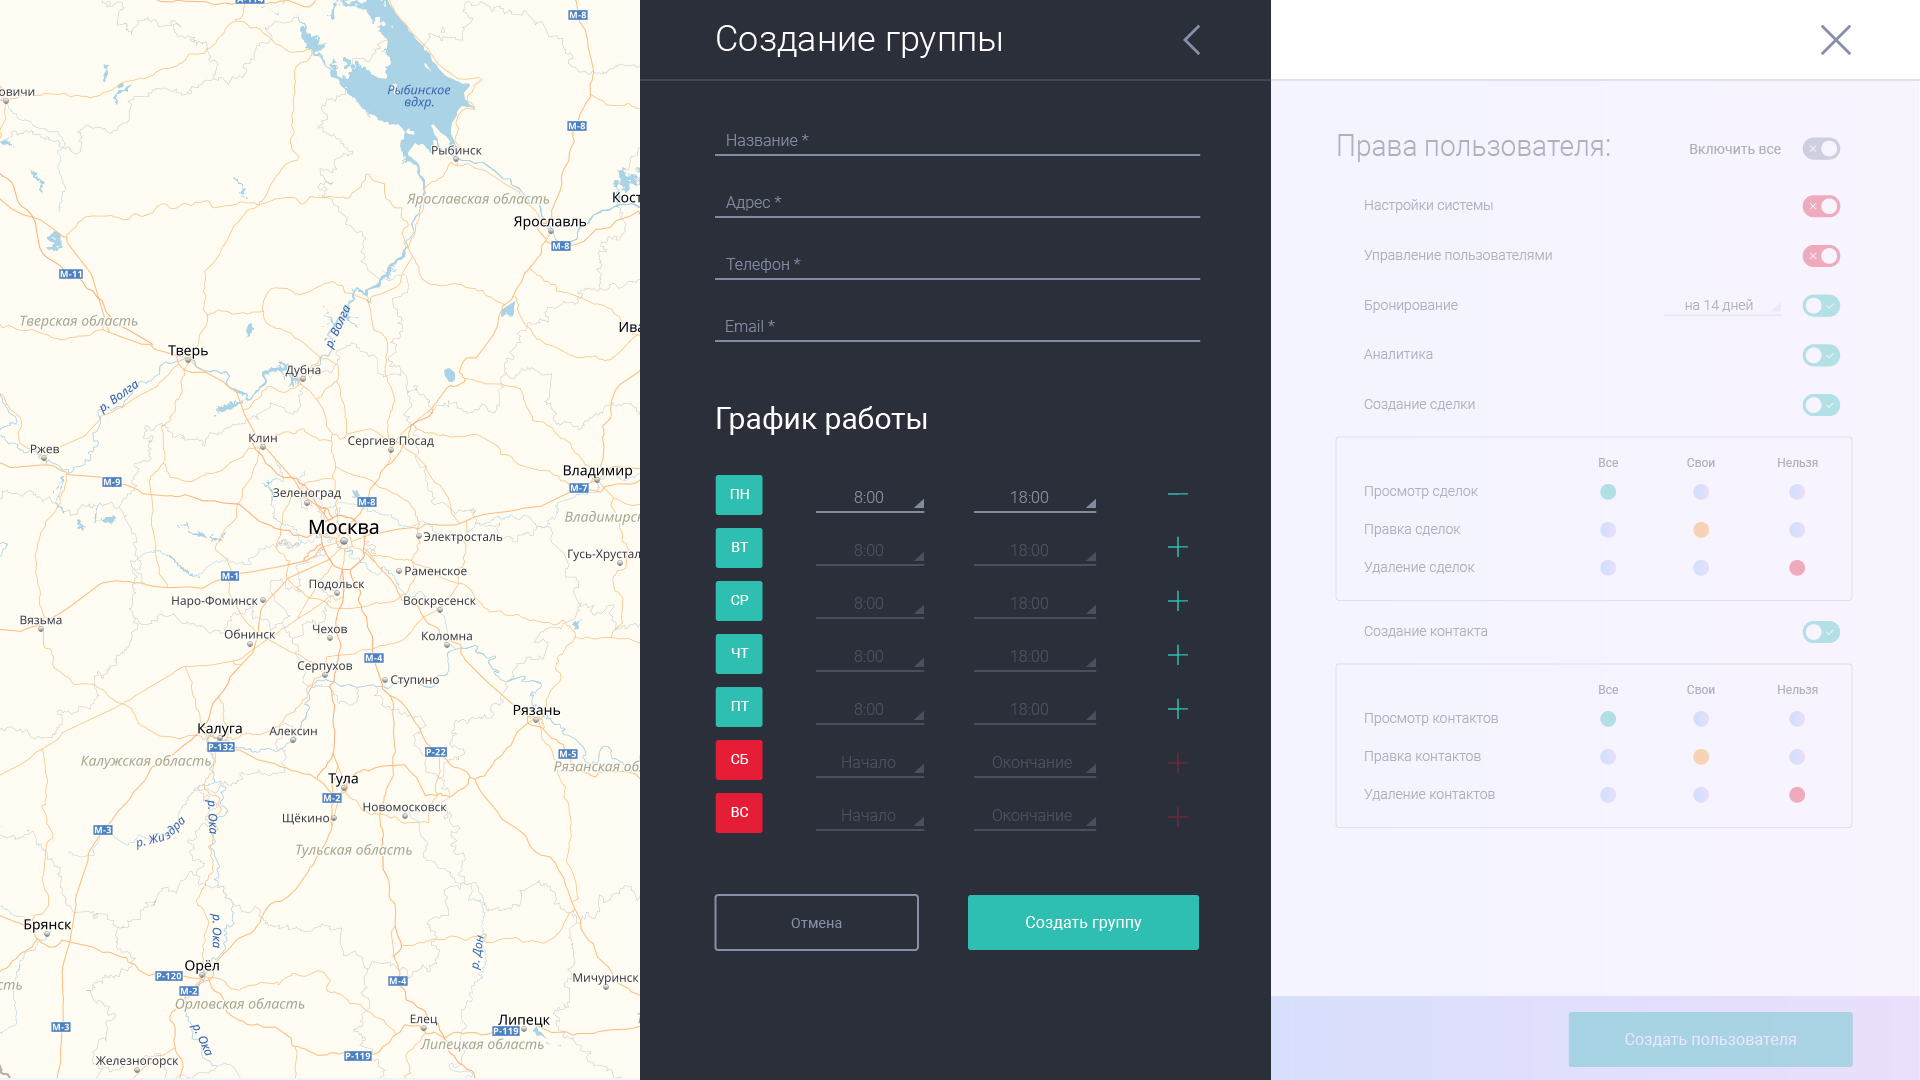 А-114
М-8
овичи
Рыбинское
вдхр.
М-8
Рыбинск
Ярославская область
Кост
Ярославль
М-8
М-11
Тверская область
р. Волга
Ива
Тверь
Дубна
р. Волга
Клин
Сергиев Посад
Ржев
Владимир
М-9
М-7
Зеленоград
М-8
Владимирс
Москва
Электросталь
Гусь-Хрустал
М-1
Раменское
Подольск
Наро-Фоминск
Воскресенск
Вязьма
Чехов
Обнинск
Коломна
М-4
Серпухов
Ступино
Рязань
Калуга
Алексин
Р-132
Р-22
М-5
Калужская область
Рязанская об
Тула
М-2
Новомосковск
р. Ока
Щёкино
М-3
р. Жиздра
Тульская область
Брянск
р. Ока
р. Дон
Орёл
Р-120
М-4
Мичуринск
сть
М-2
Орловская область
Елец
Липецк
М-3
Р-119
р. Ока
Липецкая область
Р-119
Железногорск
Создание группы
Название *
Адрес *
Телефон *
Email *
График работы
ПН 8:00 18:00
ВТ 8:00 18:00
СР 8:00 18:00
ЧТ 8:00 18:00
ПТ 8:00 18:00
СБ Начало Окончание
ВС Начало Окончание
Отмена Создать группу
Права пользователя: Включить все
Настройки системы
Управление пользователями
Бронирование на 14 дней
Аналитика
Создание сделки
Все Свои Нельзя
Просмотр сделок
Правка сделок
Удаление сделок
Создание контакта
Все Свои Нельзя
Просмотр контактов
Правка контактов
Удаление контактов
Создать пользователя